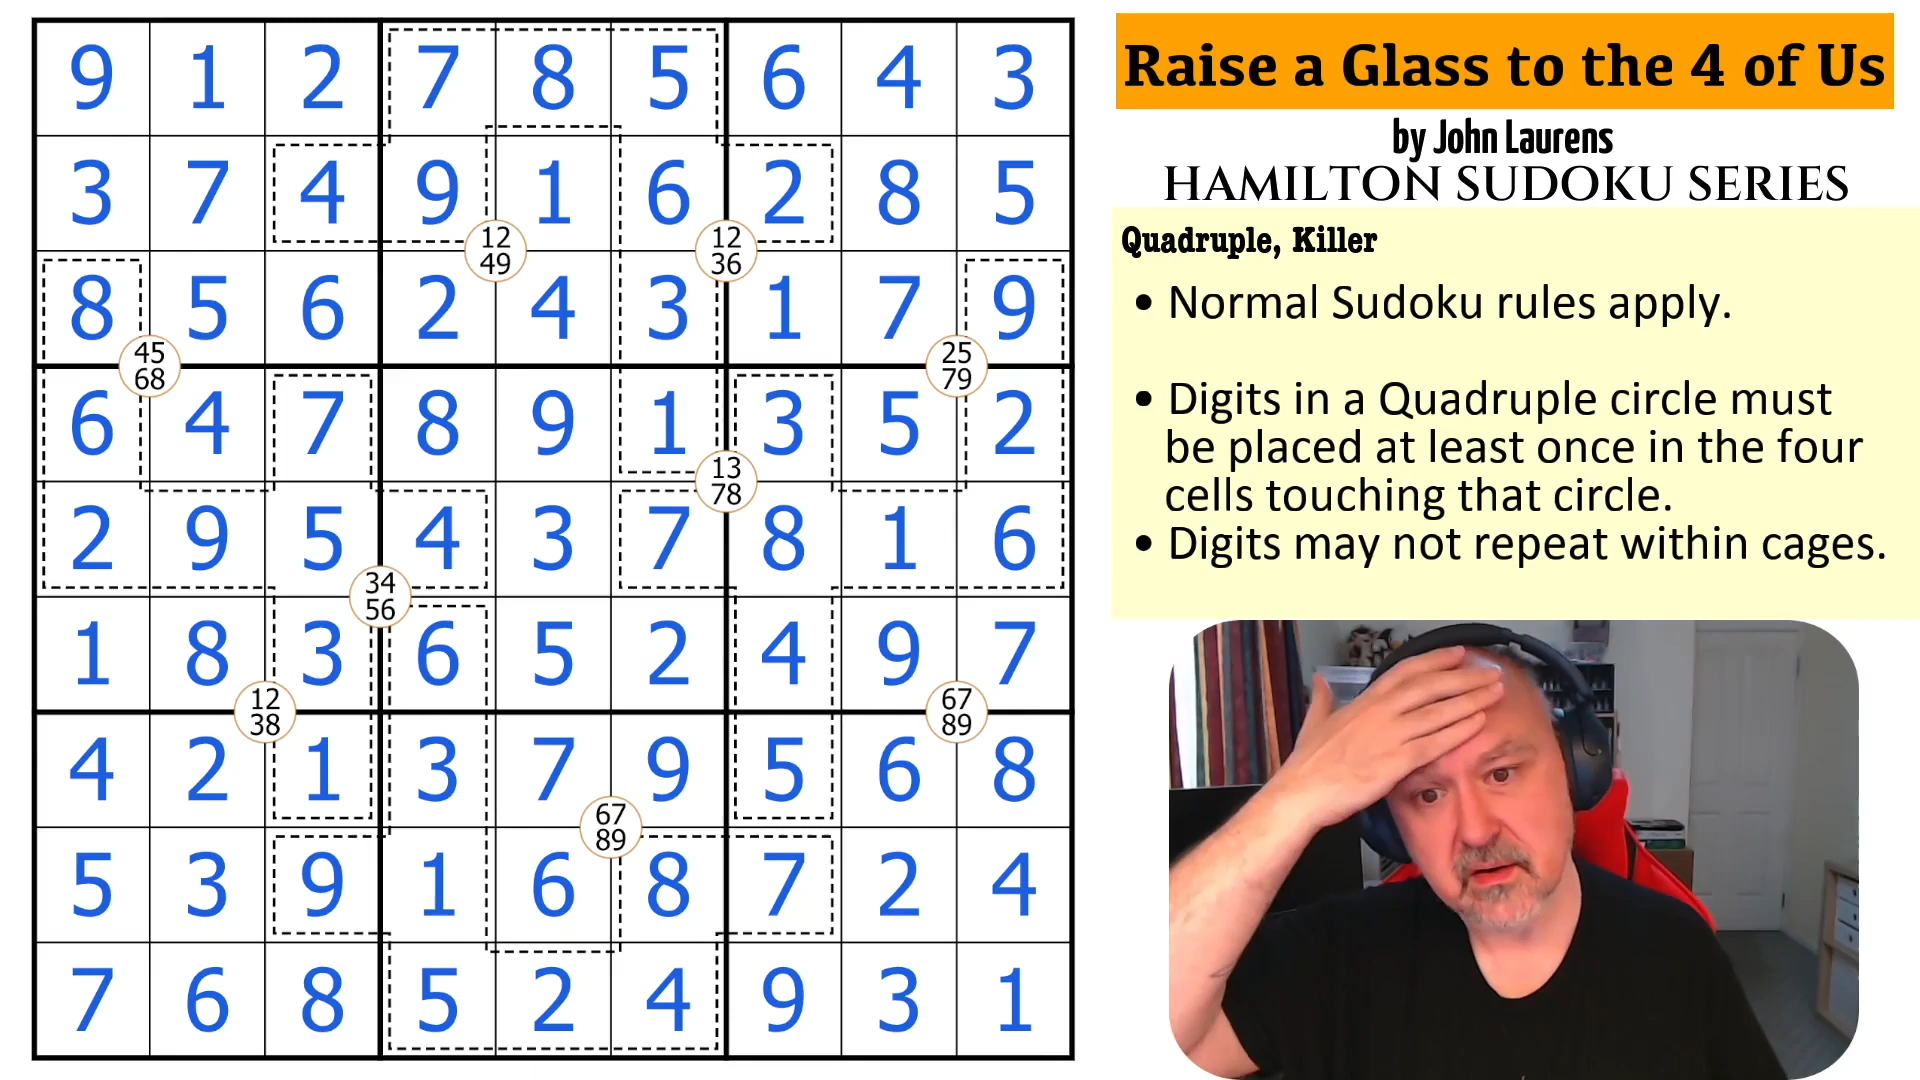 9 1 2 7 8 5 6 4 3
3 7 4 9 1 6 2 8 5
12
49
12
36
8 5 6 2 4 3 1 7 9
45
68
25
79
6 4 7 8 9 1 3 5 2
13
78
2 9 5 4 3 7 8 1 6
34
56
1 8 3 6 5 2 4 9 7
12
38
67
89
4 2 1 3 7 9 5 6 8
67
89
5 3 9 1 6 8 7 2 4
7 6 8 5 2 4 9 3 1
Raise a Glass to the 4 of Us
by John Laurens
HAMILTON SUDOKU SERIES
Quadruple, Killer
• Normal Sudoku rules apply.
• Digits in a Quadruple circle must
be placed at least once in the four
cells touching that circle.
• Digits may not repeat within cages.